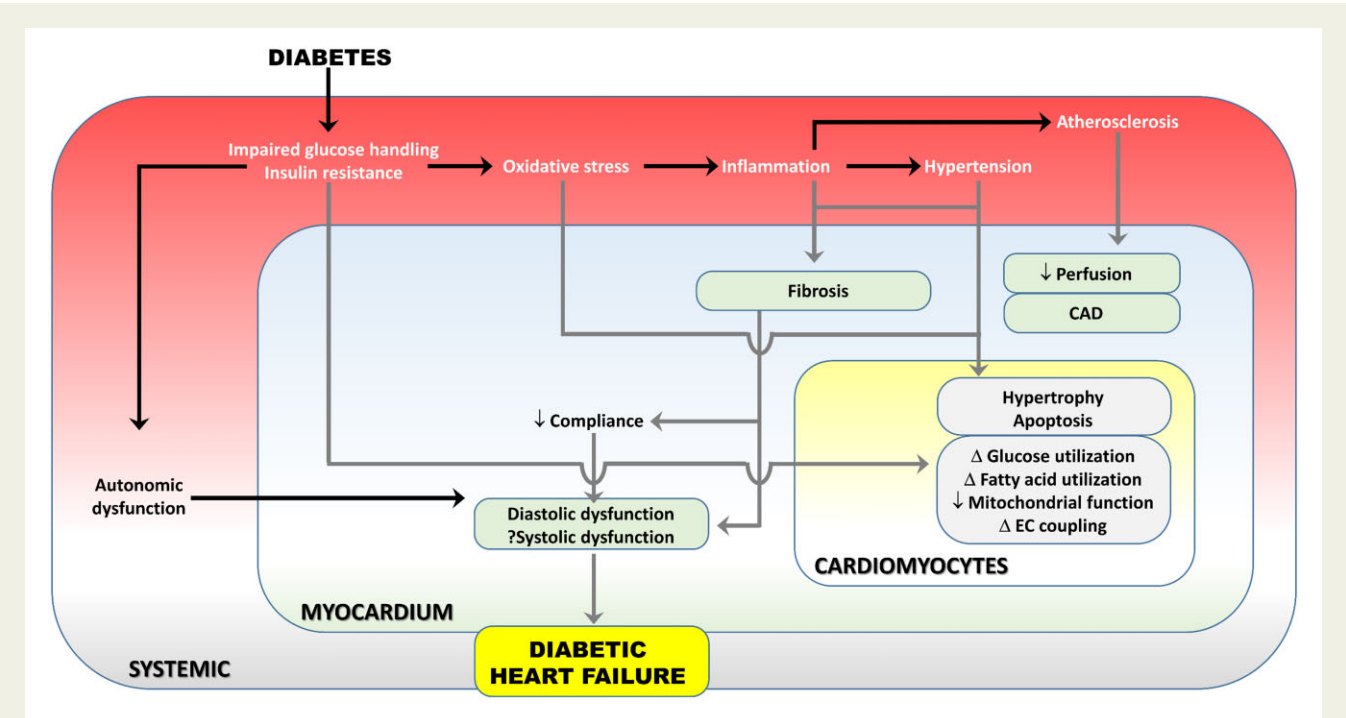 DIABETES
Impaired glucose handling
Insulin resistance
Oxidative stress
Inflammation
Hypertension
Atherosclerosis
↓ Perfusion
CAD
Fibrosis
Hypertrophy
Apoptosis
↓ Compliance
Δ Glucose utilization
Δ Fatty acid utilization
↓ Mitochondrial function
Δ EC coupling
Autonomic
dysfunction
Diastolic dysfunction
?Systolic dysfunction
CARDIOMYOCYTES
MYOCARDIUM
SYSTEMIC
DIABETIC
HEART FAILURE